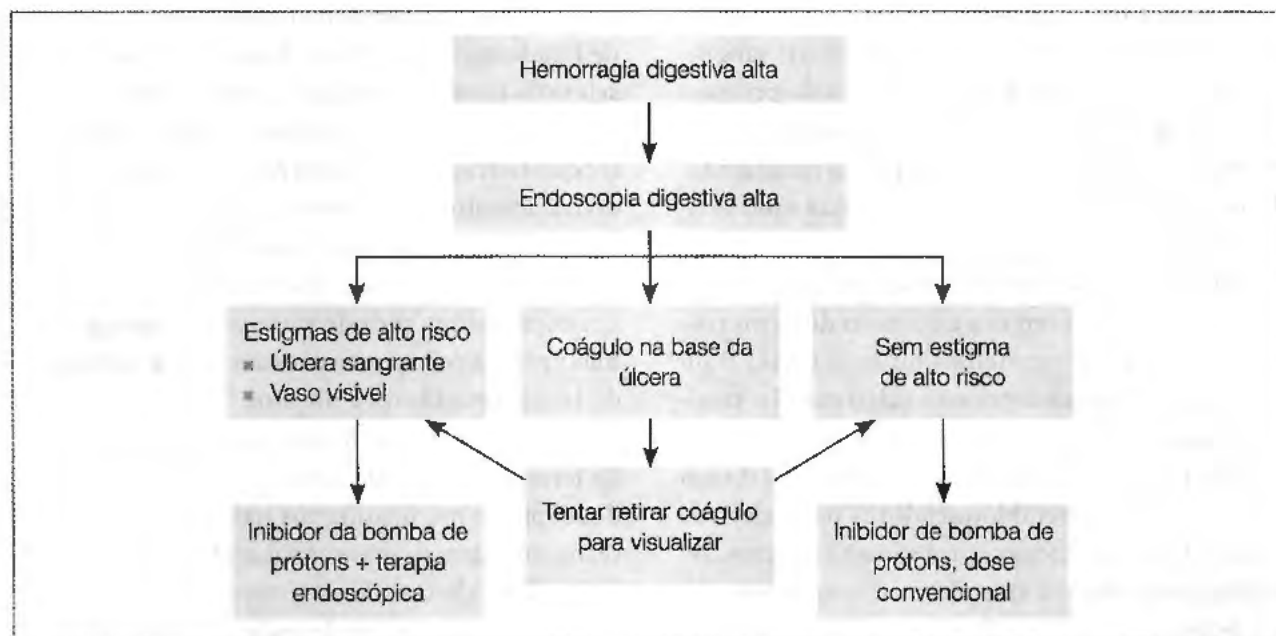 Hemorragia digestiva alta
Endoscopia digestiva alta
Estigmas de alto risco
▪ Úlcera sangrante
▪ Vaso visível
Coágulo na base da
úlcera
Sem estigma
de alto risco
Inibidor da bomba de
prótons + terapia
endoscópica
Tentar retirar coágulo
para visualizar
Inibidor de bomba de
prótons, dose
convencional